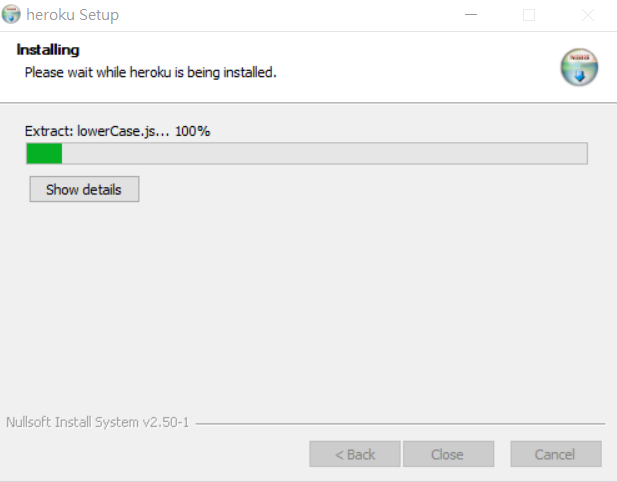 heroku Setup
Installing
Please wait while heroku is being installed.
Extract: lowerCase.js... 100%
Show details
Nullsoft Install System v2.50-1
< Back
Close
Cancel